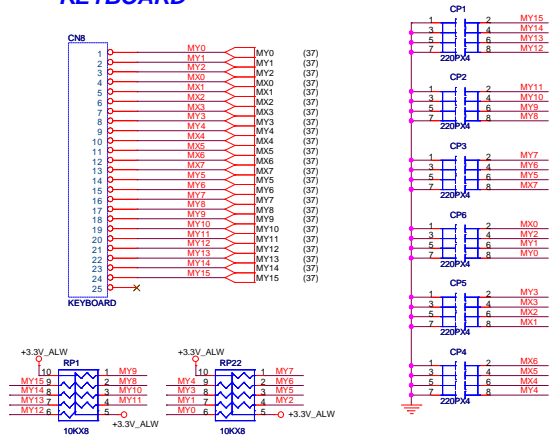 KEYBOARD
CN8
1 MY0 MY0 (37)
2 MY1 MY1 (37)
3 MY2 MY2 (37)
4 MX0 MX0 (37)
5 MX1 MX1 (37)
6 MX2 MX2 (37)
7 MX3 MX3 (37)
8 MY3 MY3 (37)
9 MY4 MY4 (37)
10 MX4 MX4 (37)
11 MX5 MX5 (37)
12 MX6 MX6 (37)
13 MX7 MX7 (37)
14 MY5 MY5 (37)
15 MY6 MY6 (37)
16 MY7 MY7 (37)
17 MY8 MY8 (37)
18 MY9 MY9 (37)
19 MY10 MY10 (37)
20 MY11 MY11 (37)
21 MY12 MY12 (37)
22 MY13 MY13 (37)
23 MY14 MY14 (37)
24 MY15 MY15 (37)
25
KEYBOARD
CP1
1 2 MY15
3 4 MY14
5 6 MY13
7 8 MY12
220PX4
CP2
1 2 MY11
3 4 MY10
5 6 MY9
7 8 MY8
220PX4
CP3
1 2 MY7
3 4 MY6
5 6 MY5
7 8 MX7
220PX4
CP6
1 2 MX0
3 4 MY2
5 6 MY1
7 8 MY0
220PX4
CP5
1 2 MY3
3 4 MX3
5 6 MX2
7 8 MX1
220PX4
CP4
1 2 MX6
3 4 MX5
5 6 MX4
7 8 MY4
220PX4
+3.3V_ALW
RP1
10 1 MY9
MY15 9 2 MY8
MY14 8 3 MY10
MY13 7 4 MY11
MY12 6 5
+3.3V_ALW
10KX8
+3.3V_ALW
RP22
10 1 MY7
MY4 9 2 MY6
MY3 8 3 MY5
MY1 7 4 MY2
MY0 6 5 +3.3V_ALW
10KX8